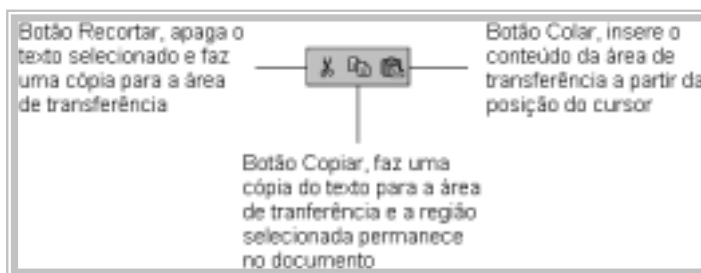 Botão Recortar, apaga o
texto selecionado e faz
uma cópia para a área
de transferência
Botão Colar, insere o
conteúdo da área de
transferência a partir da
posição do cursor
Botão Copiar, faz uma
cópia do texto para a área
de tranferência e a região
selecionada permanece
no documento